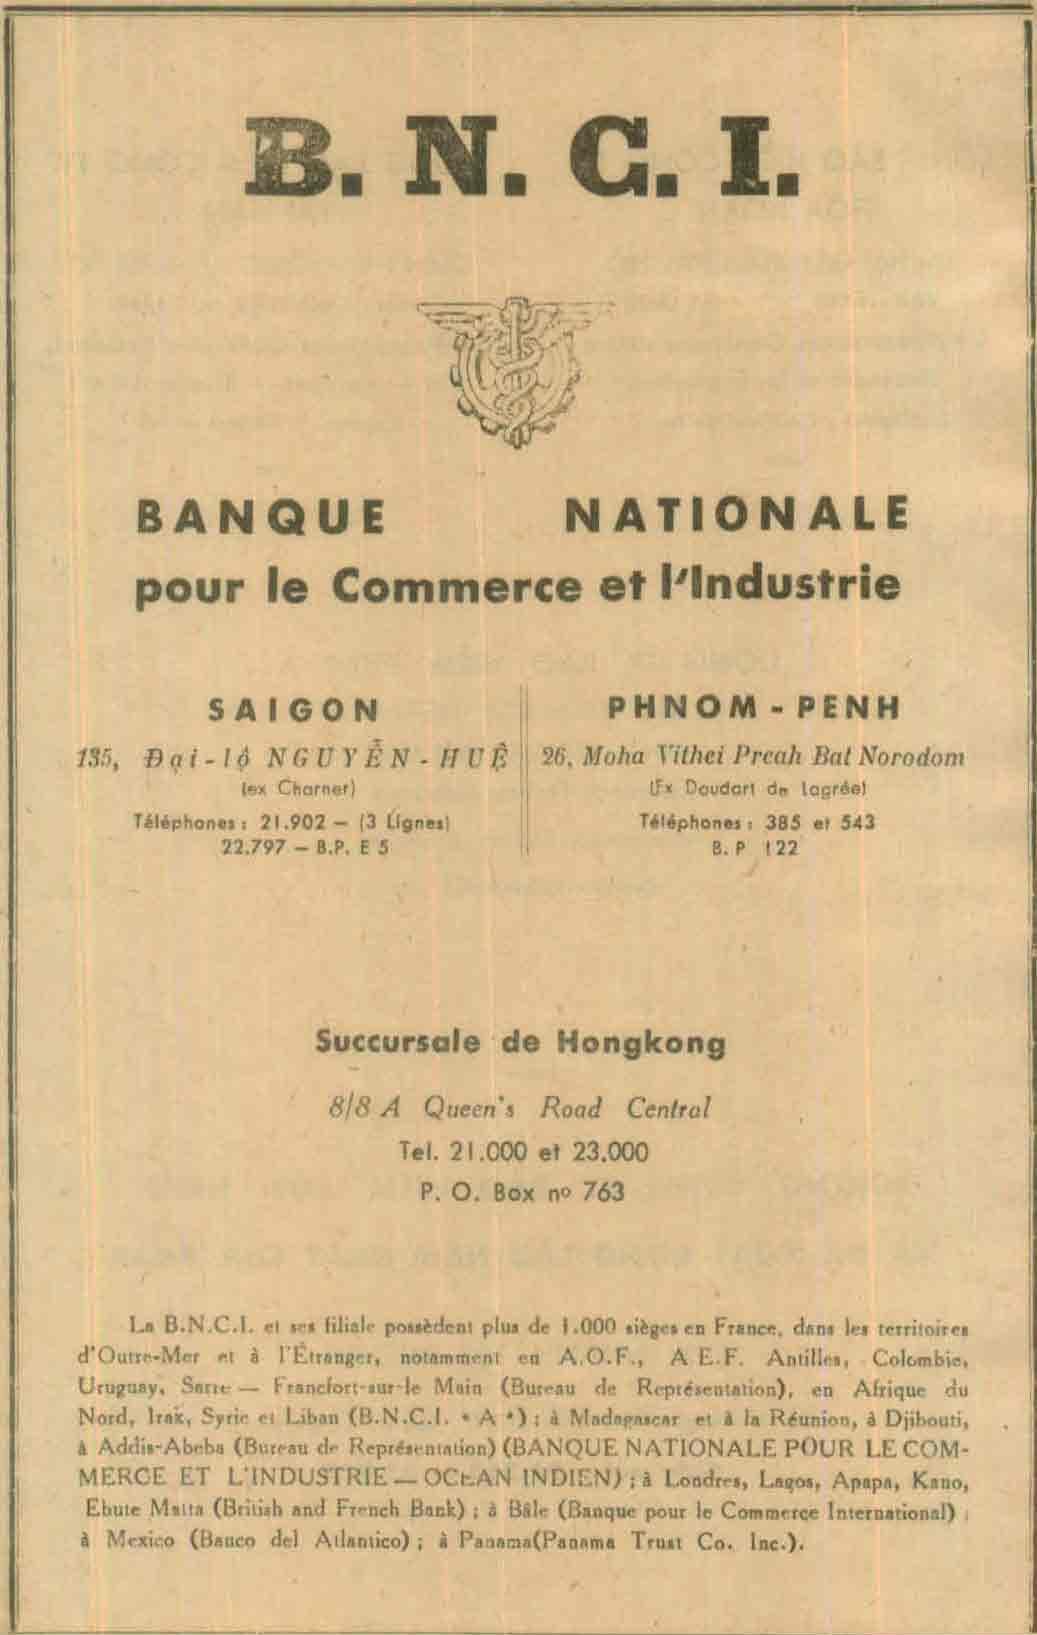 B. N. C. I.
BANQUE NATIONALE
pour le Commerce et l'Industrie
SAIGON
135, Đại-lộ NGUYỄN-HUỆ
(ex Charner)
Téléphones : 21.902 — (3 Lignes)
22.797 — B.P. E 5
PHNOM-PENH
26, Moha Vithei Preah Bat Norodom
(Ex Doudart de Lagrée)
Téléphones : 385 et 543
B. P 122
Succursale de Hongkong
8/8 A Queen's Road Central
Tel. 21.000 et 23.000
P. O. Box nº 763
La B.N.C.I. et ses filiale possèdent plus de 1.000 sièges en France, dans les territoires
d'Outre-Mer et à l'Étranger, notamment en A.O.F., A.E.F. Antilles, Colombie,
Uruguay, Sarre — Francfort-sur-le Main (Bureau de Représentation), en Afrique du
Nord, Irak, Syrie et Liban (B.N.C.I. « A ») ; à Madagascar et à la Réunion, à Djibouti,
à Addis-Abeba (Bureau de Représentation) (BANQUE NATIONALE POUR LE COM-
MERCE ET L'INDUSTRIE — OCEAN INDIEN) ; à Londres, Lagos, Apapa, Kano,
Ebute Matta (British and French Bank) ; à Bâle (Banque pour le Commerce International) ;
à Mexico (Banco del Atlantico) ; à Panama(Panama Trust Co. Inc.).